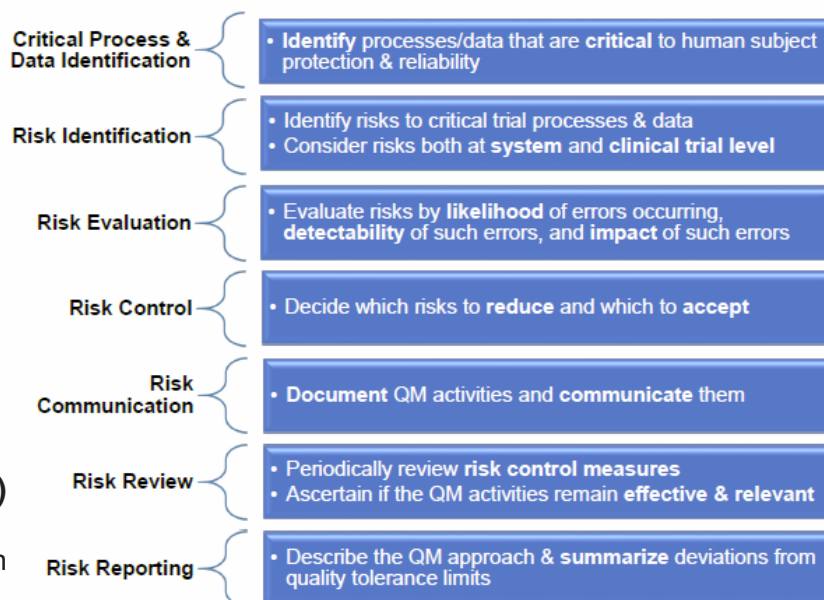 Critical Process &
Data Identification
• Identify processes/data that are critical to human subject
protection & reliability
Risk Identification
• Identify risks to critical trial processes & data
• Consider risks both at system and clinical trial level
Risk Evaluation
• Evaluate risks by likelihood of errors occurring,
detectability of such errors, and impact of such errors
Risk Control
• Decide which risks to reduce and which to accept
Risk
Communication
• Document QM activities and communicate them
)
Risk Review
• Periodically review risk control measures
• Ascertain if the QM activities remain effective & relevant
n
Risk Reporting
• Describe the QM approach & summarize deviations from
quality tolerance limits